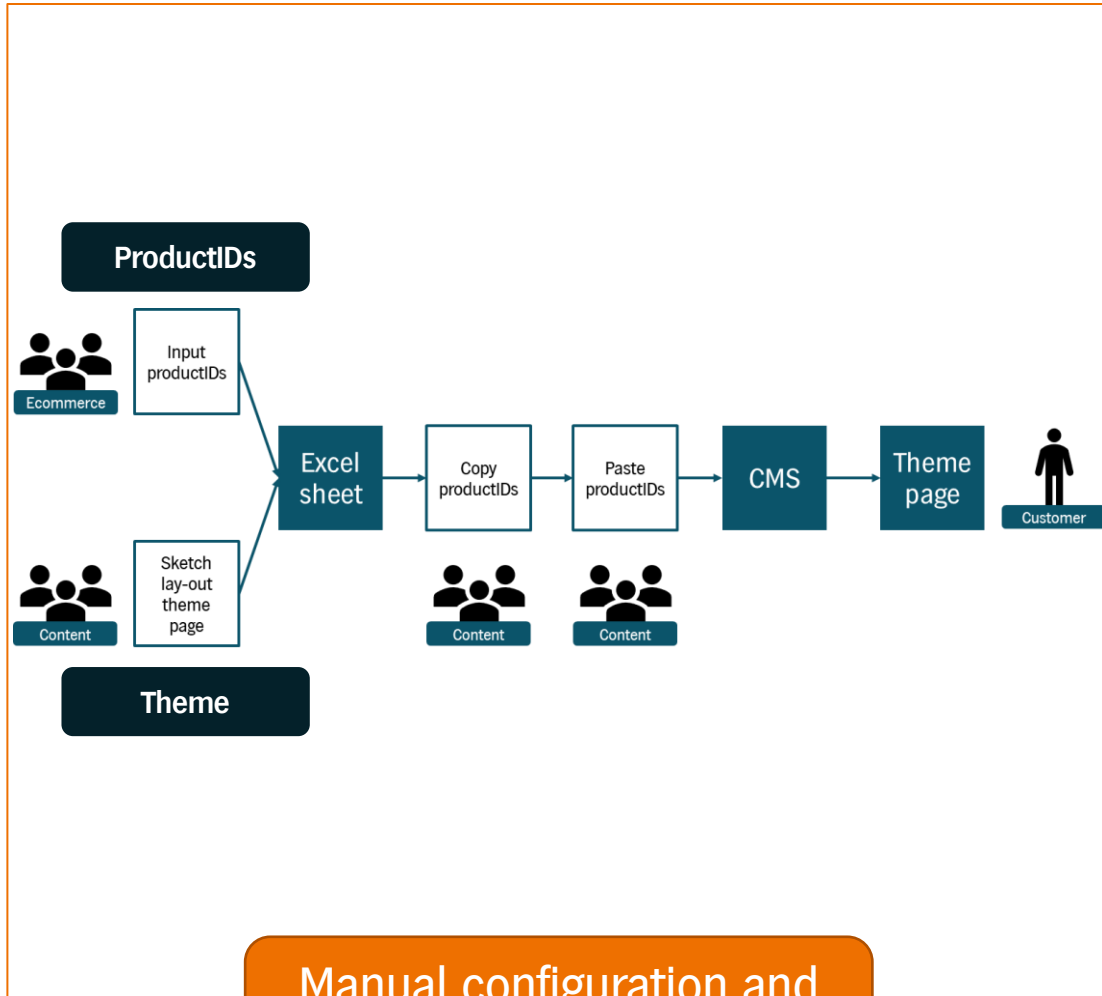 ProductIDs
Input
productIDs
Ecommerce
Excel
sheet
Copy
productIDs
Paste
productIDs
CMS
Theme
page
Customer
Sketch
lay-out
theme
page
Content
Content
Content
Theme
Manual configuration and